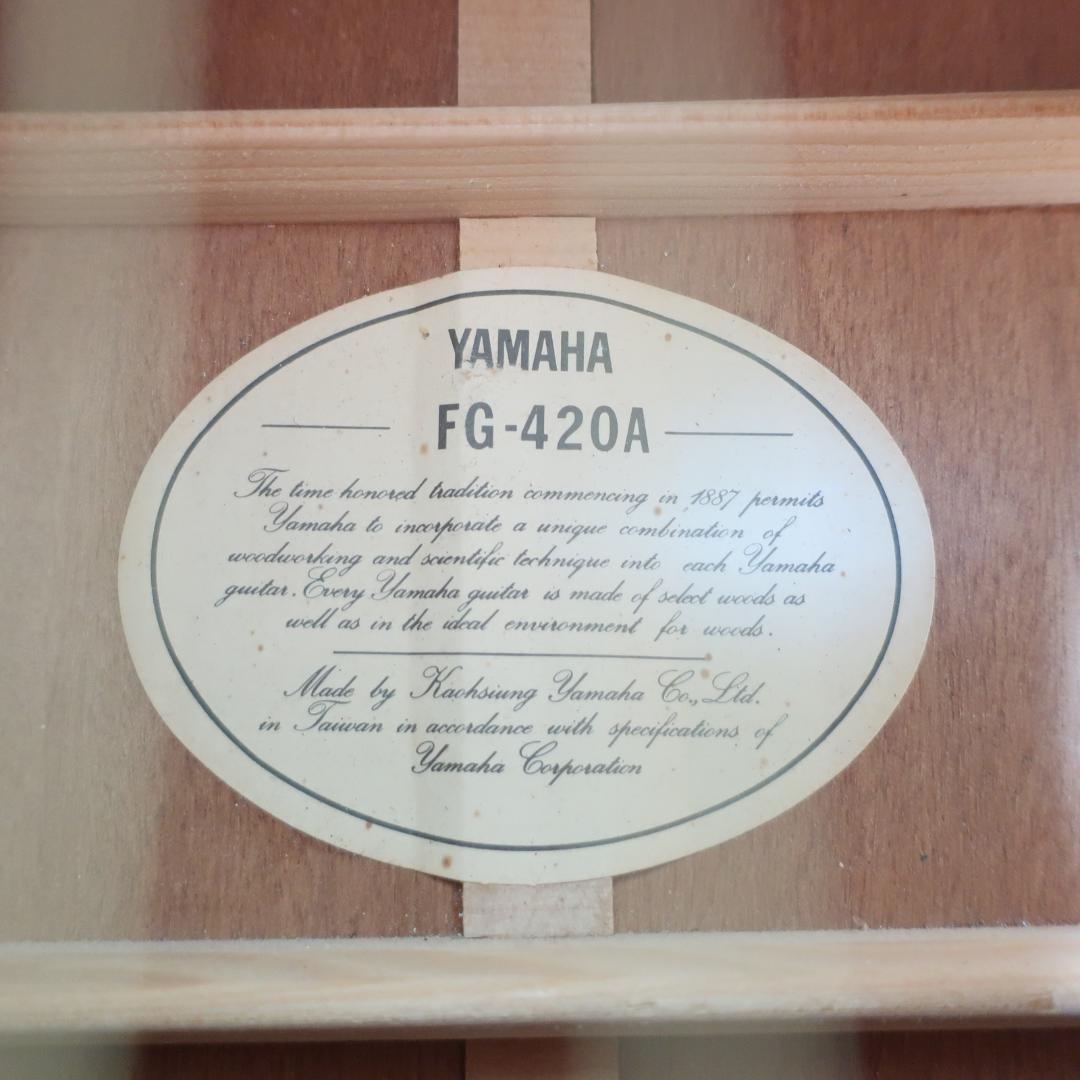 YAMAHA
FG-420A
The time honored tradition commencing in 1887 permits
Yamaha to incorporate a unique combination of
woodworking and scientific technique into each Yamaha
guitar. Every Yamaha guitar is made of select woods as
well as in the ideal environment for woods.
Made by Kaohsiung Yamaha Co., Ltd.
in Taiwan in accordance with specifications of
Yamaha Corporation